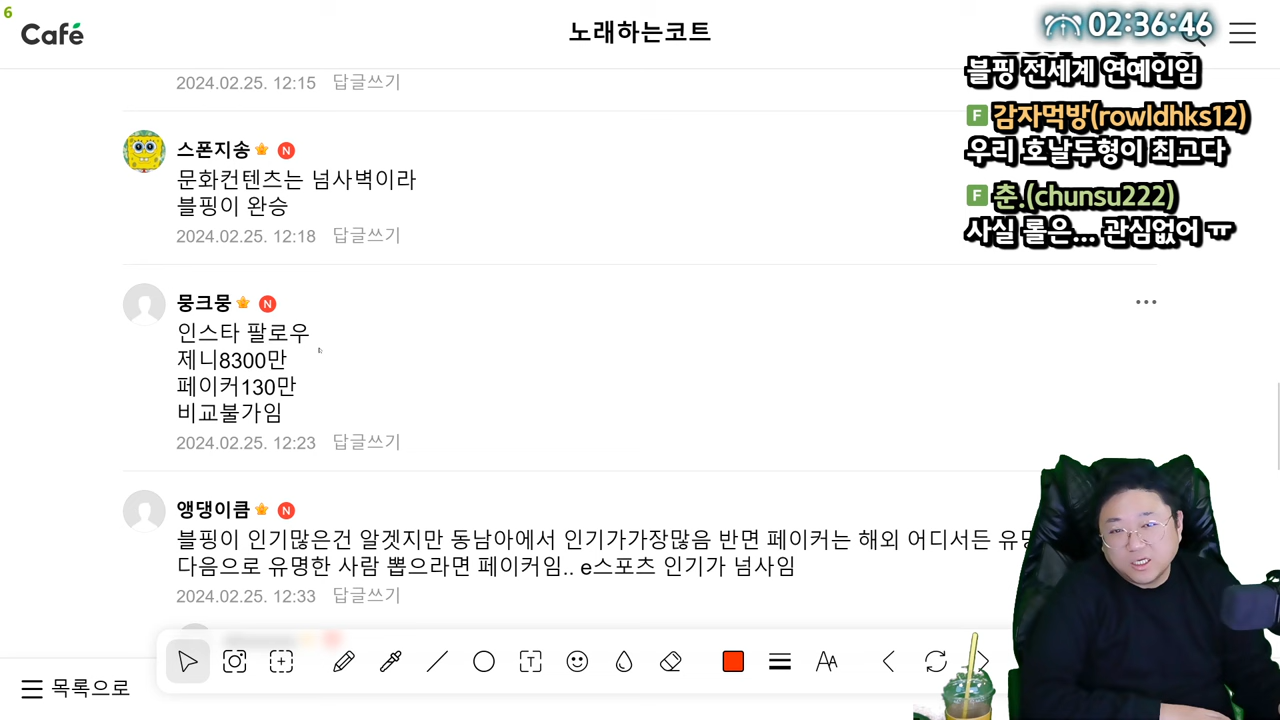 6
Café
노래하는코트
02:36:46
블핑 전세계 연예인임
F 감자먹방(rowldhks12)
우리 호날두형이 최고다
F 춘.(chunsu222)
사실 롤은... 관심없어 ㅠ
2024.02.25. 12:15 답글쓰기
스폰지송 N
문화컨텐츠는 넘사벽이라
블핑이 완승
2024.02.25. 12:18 답글쓰기
뭉크뭉 N
인스타 팔로우
제니8300만
페이커130만
비교불가임
2024.02.25. 12:23 답글쓰기
앵댕이큼 N
블핑이 인기많은건 알겟지만 동남아에서 인기가가장많음 반면 페이커는 해외 어디서든
다음으로 유명한 사람 뽑으라면 페이커임.. e스포츠 인기가 넘사임
2024.02.25. 12:33 답글쓰기
T
AA
목록으로